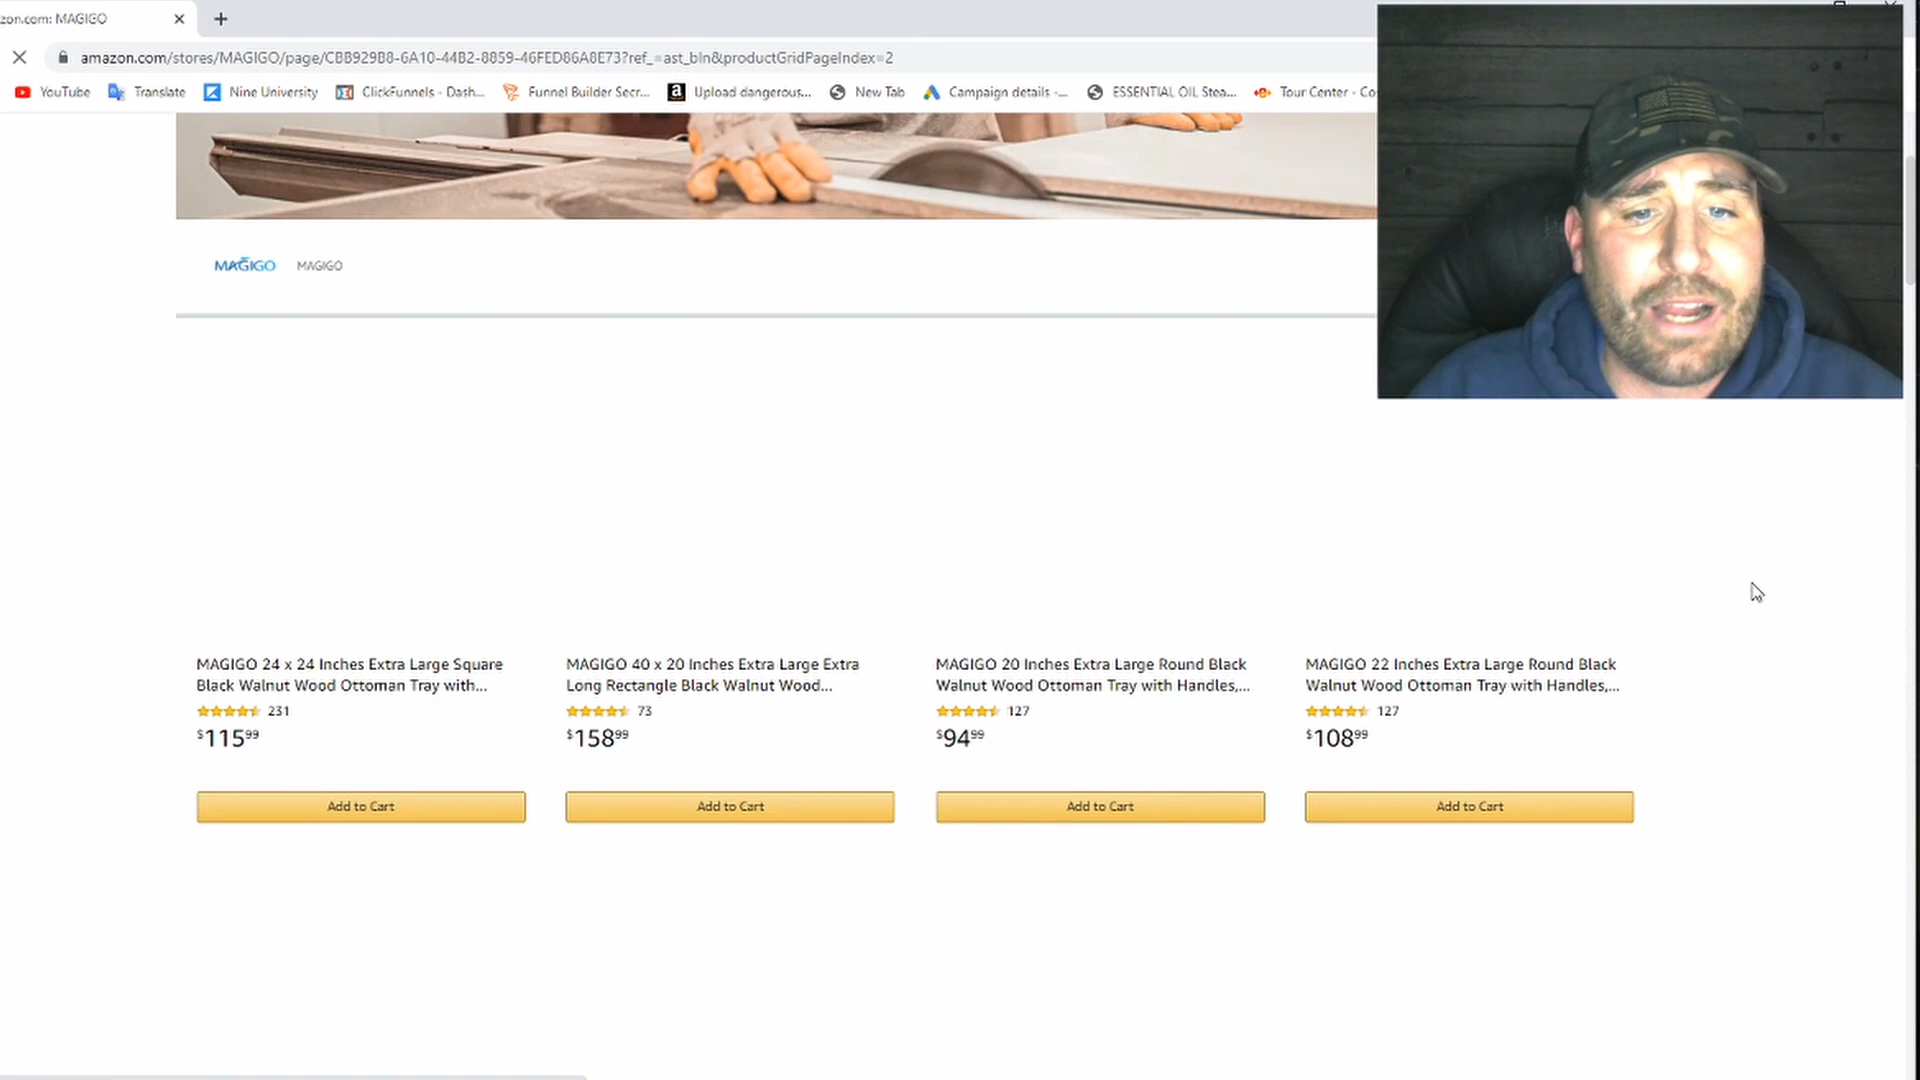 zon.com: MAGIGO
amazon.com/stores/MAGIGO/page/CBB929B8-6A10-44B2-8859-46FED86A8E73?ref_=ast_bln&productGridPageIndex=2
YouTube Translate Nine University ClickFunnels - Dash... Funnel Builder Secr... Upload dangerous... New Tab Campaign details -... ESSENTIAL OIL Stea... Tour Center - Co
MAGIGO MAGIGO
MAGIGO 24 x 24 Inches Extra Large Square
Black Walnut Wood Ottoman Tray with...
231
$115.99
Add to Cart
MAGIGO 40 x 20 Inches Extra Large Extra
Long Rectangle Black Walnut Wood...
73
$158.99
Add to Cart
MAGIGO 20 Inches Extra Large Round Black
Walnut Wood Ottoman Tray with Handles,...
127
$94.99
Add to Cart
MAGIGO 22 Inches Extra Large Round Black
Walnut Wood Ottoman Tray with Handles,...
127
$108.99
Add to Cart